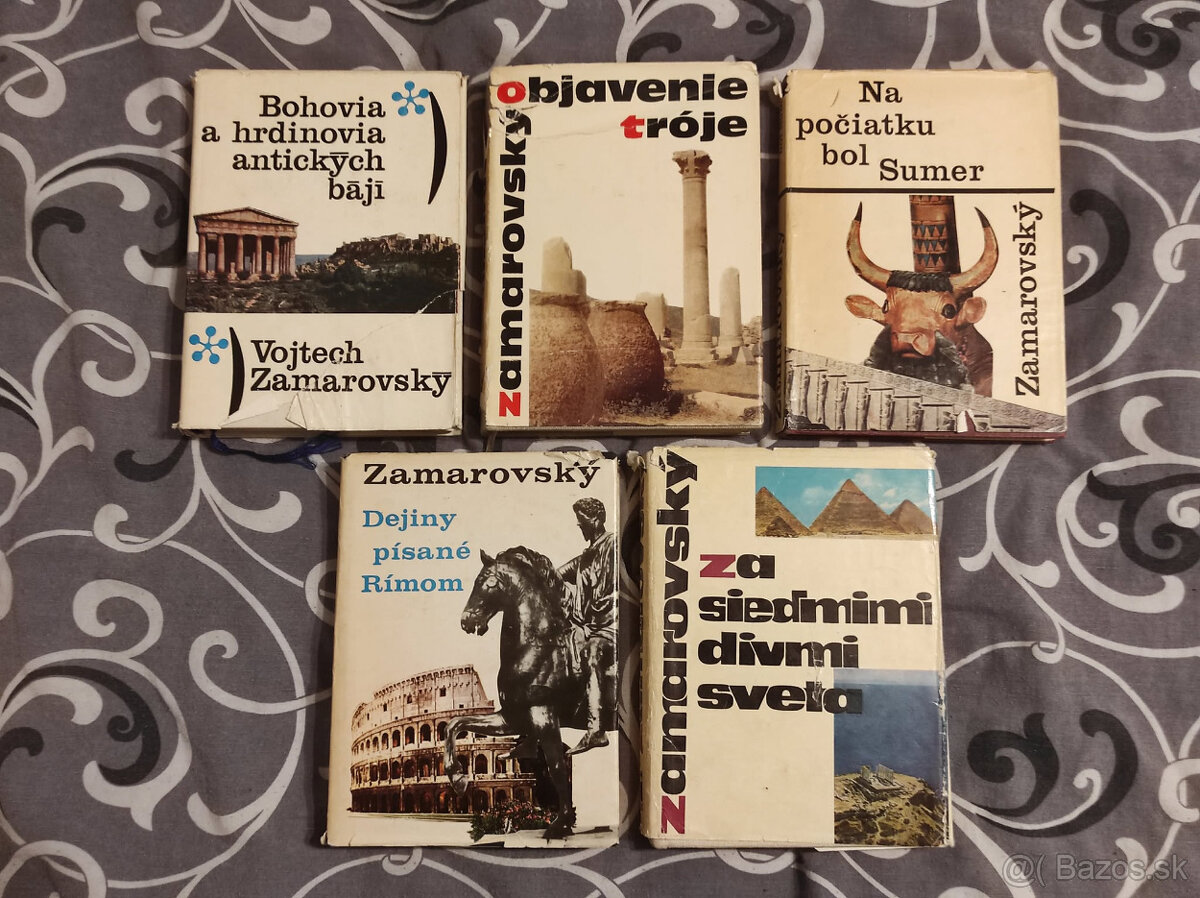 Bohovia
a hrdinovia
antických
bájí
Vojtech
Zamarovský
objavenie
tróje
zamarovský
Na
počiatku
bol
Sumer
Zamarovský
Zamarovský
Dejiny
písané
Rímom
zamarovský
za
siedmimi
divmi
sveta
@( Bazos.sk